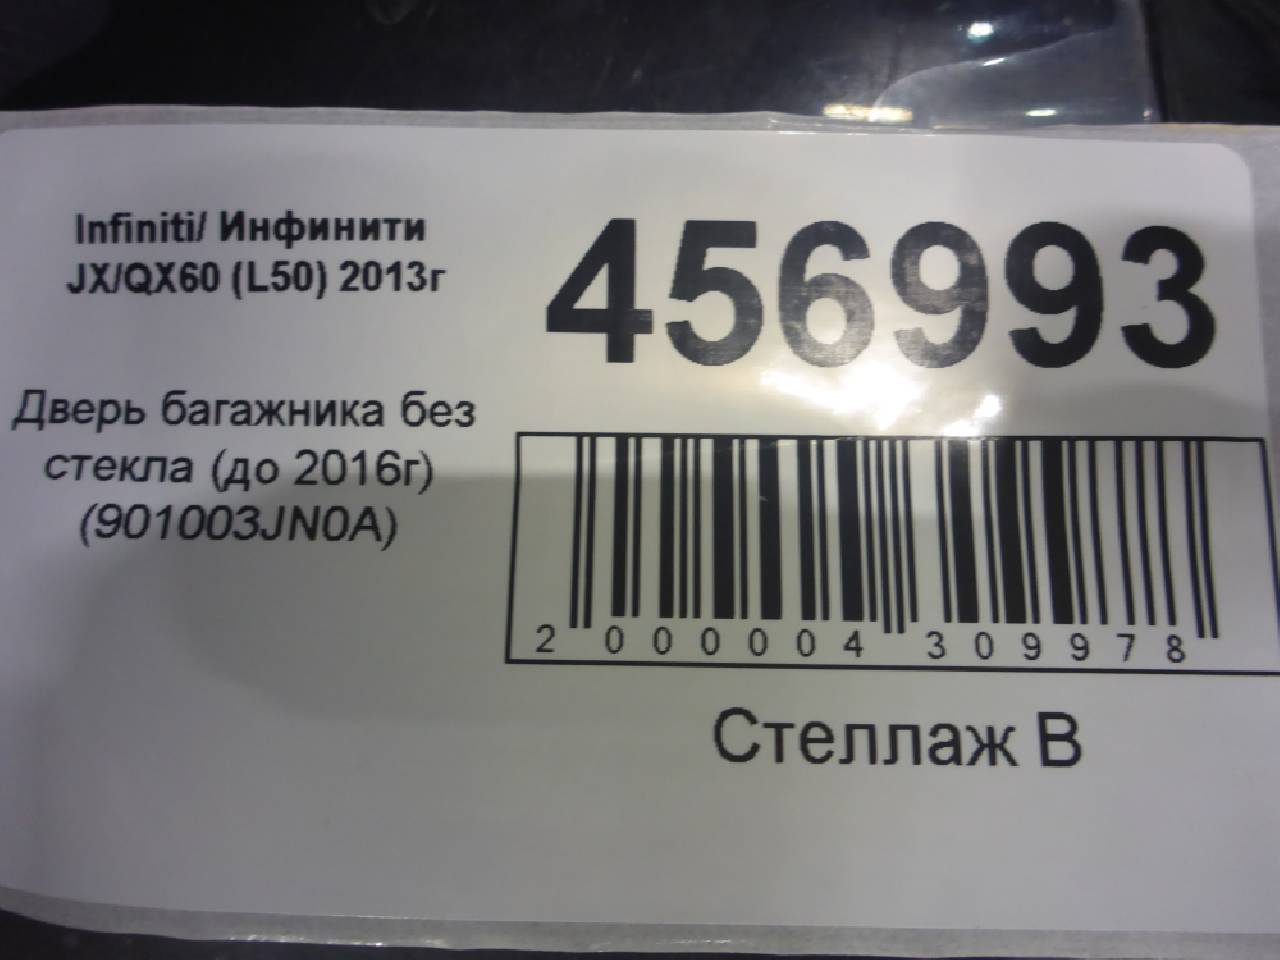 Infiniti/ Инфинити
JX/QX60 (L50) 2013г
456993
Дверь багажника без
стекла (до 2016г)
(901003JN0A)
2 000004 309978
Стеллаж В